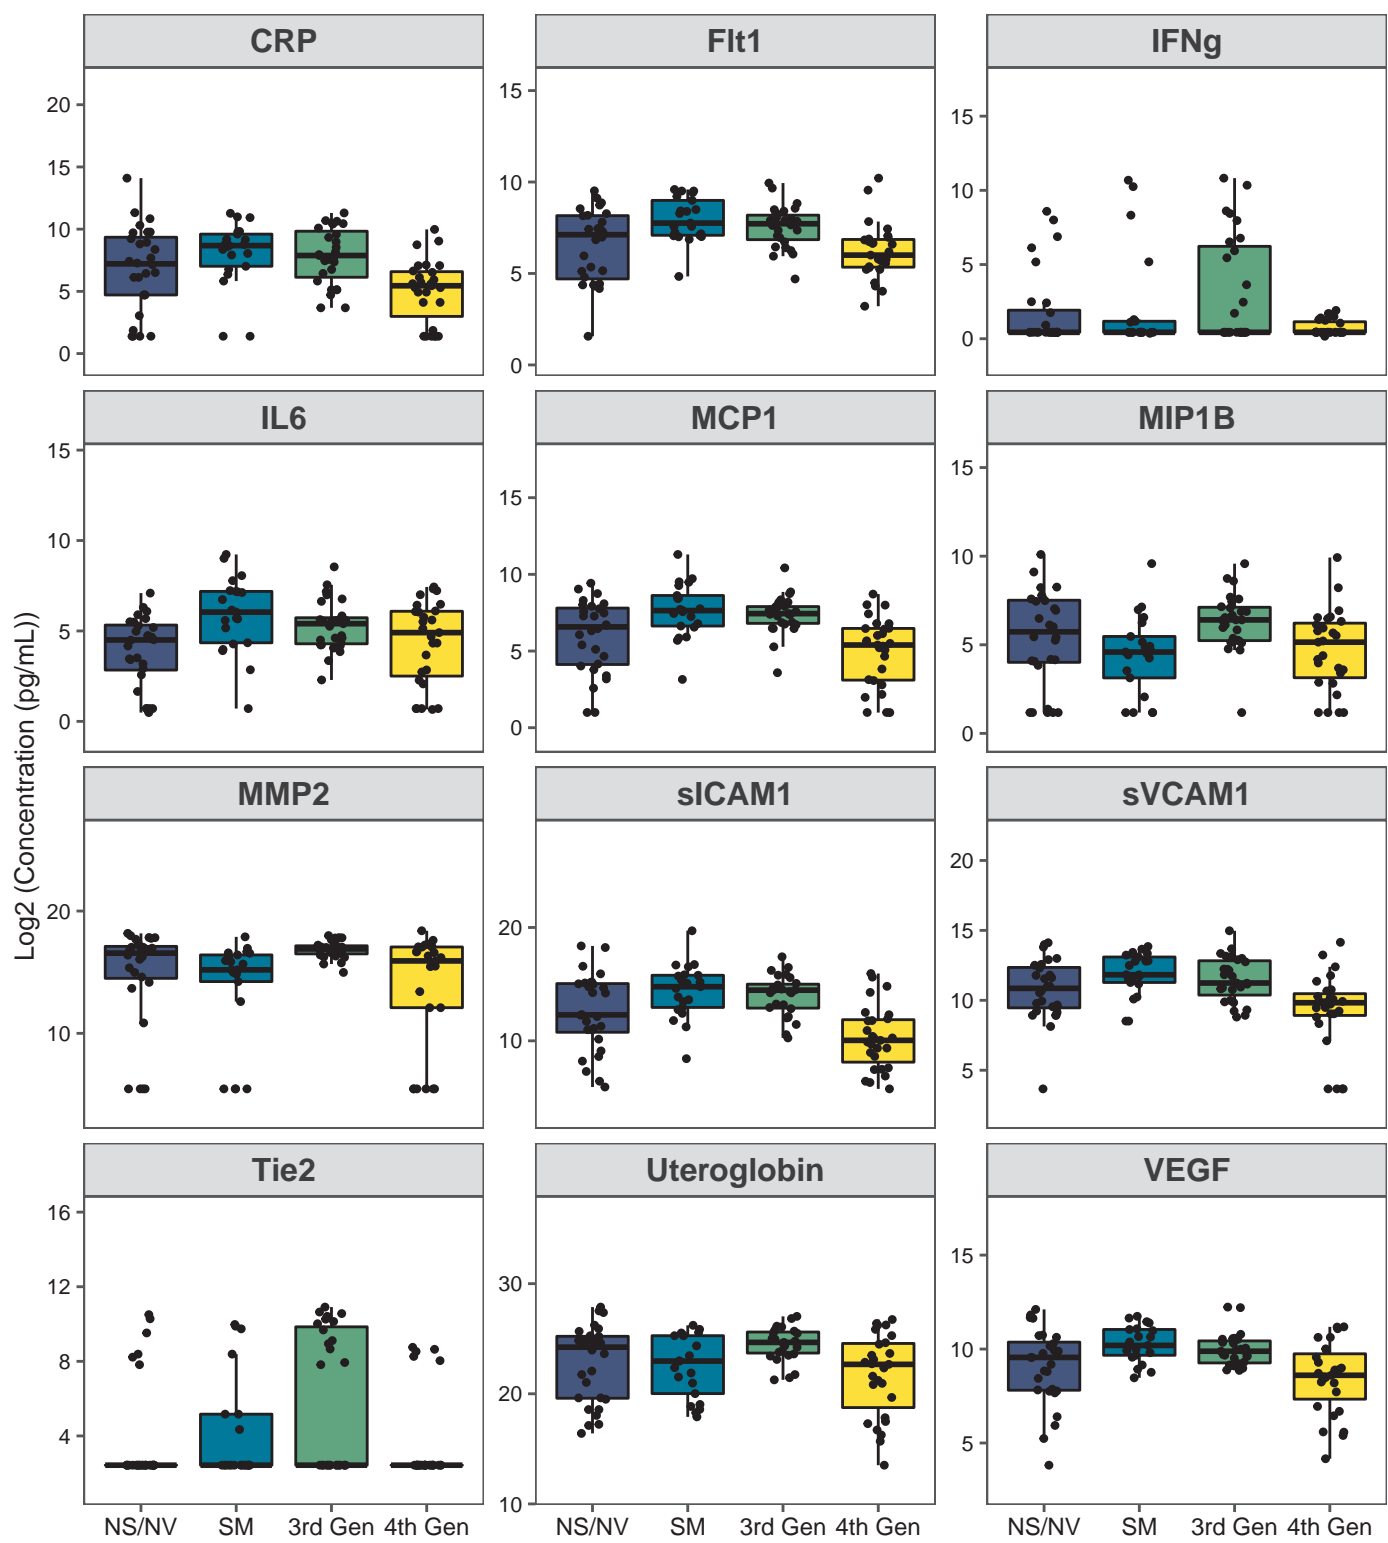 CRP
Flt1
IFNg
20
15
10
5
0
15
10
5
0
15
10
5
0
IL6
MCP1
MIP1B
15
10
5
0
15
10
5
0
15
10
5
0
Log2 (Concentration (pg/mL))
MMP2
sICAM1
sVCAM1
20
10
20
10
20
15
10
5
Tie2
Uteroglobin
VEGF
16
12
8
4
30
20
10
15
10
5
NS/NV SM 3rd Gen 4th Gen
NS/NV SM 3rd Gen 4th Gen
NS/NV SM 3rd Gen 4th Gen